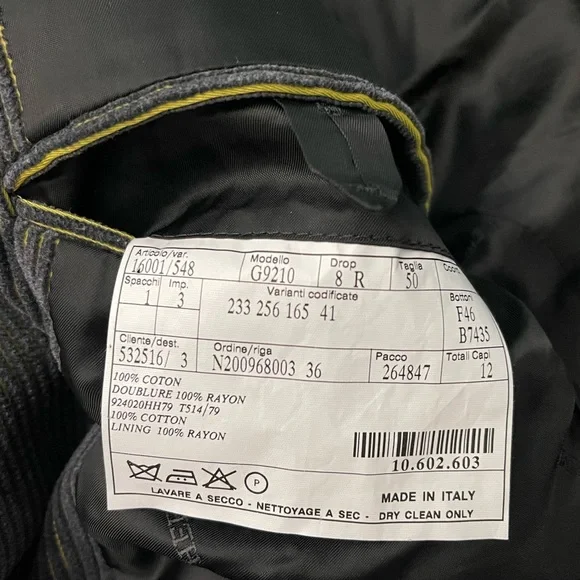 Articolo/var. Modello Drop Taglia
16001/548 G9210 8 R 50
Spacchi Imp. Varianti codificate Bottoni
1 3 233 256 165 41 F46
B7435
Cliente/dest. Ordine/riga Pacco Totali Capi
532516/ 3 N200968003 36 264847 12
100% COTON
DOUBLURE 100% RAYON
924020HH79 T514/79
100% COTTON
LINING 100% RAYON
10.602.603
P
MADE IN ITALY
LAVARE A SECCO - NETTOYAGE A SEC - DRY CLEAN ONLY